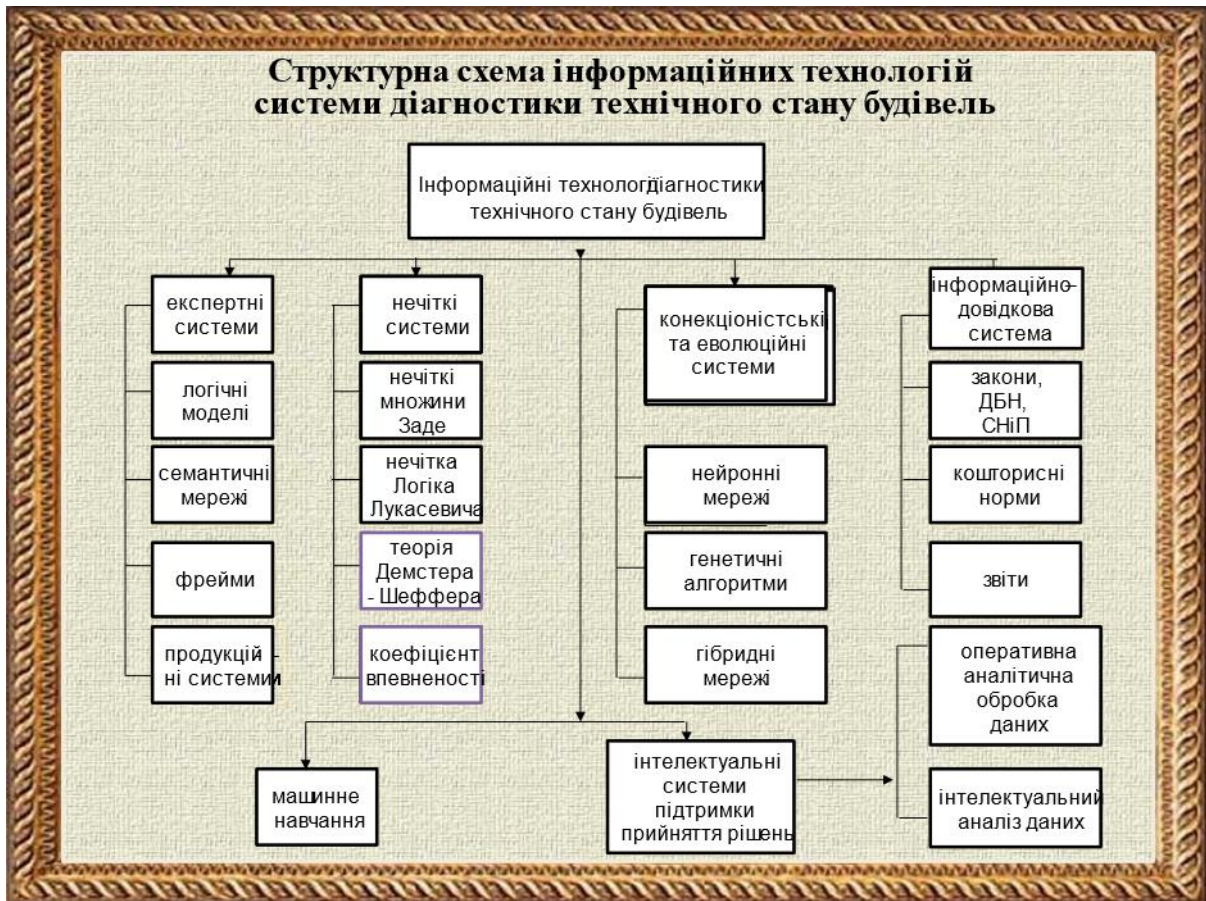 Структурна схема інформаційних технологій
системи діагностики технічного стану будівель
Інформаційні технології діагностики
технічного стану будівель
експертні
системи
нечіткі
системи
конекціоністські
та еволюційні
системи
інформаційно-
довідкова
система
логічні
моделі
нечіткі
множини
Заде
закони,
ДБН,
СНіП
семантичні
мережі
нечітка
Логіка
Лукасевича
нейронні
мережі
кошторисні
норми
фрейми
теорія
Демстера
- Шеффера
генетичні
алгоритми
звіти
продукцій -
ні системи
коефіцієнт
впевненості
гібридні
мережі
оперативна
аналітична
обробка
даних
машинне
навчання
інтелектуальні
системи
підтримки
прийняття рішень
інтелектуальний
аналіз даних